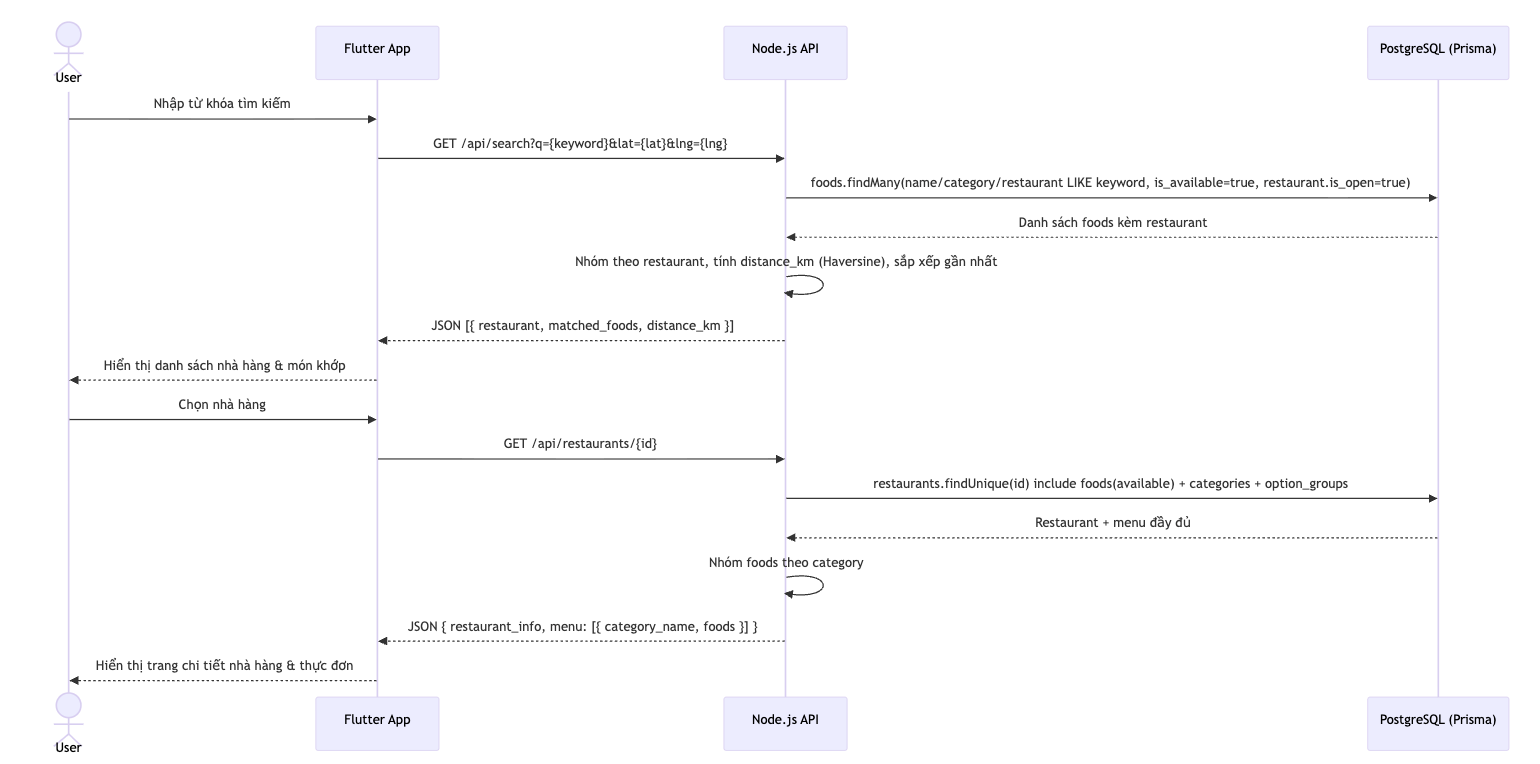 User
Flutter App
Node.js API
PostgreSQL (Prisma)
Nhập từ khóa tìm kiếm
GET /api/search?q={keyword}&lat={lat}&lng={lng}
foods.findMany(name/category/restaurant LIKE keyword, is_available=true, restaurant.is_open=true)
Danh sách foods kèm restaurant
Nhóm theo restaurant, tính distance_km (Haversine), sắp xếp gần nhất
JSON [{ restaurant, matched_foods, distance_km }]
Hiển thị danh sách nhà hàng & món khớp
Chọn nhà hàng
GET /api/restaurants/{id}
restaurants.findUnique(id) include foods(available) + categories + option_groups
Restaurant + menu đầy đủ
Nhóm foods theo category
JSON { restaurant_info, menu: [{ category_name, foods }] }
Hiển thị trang chi tiết nhà hàng & thực đơn
User
Flutter App
Node.js API
PostgreSQL (Prisma)